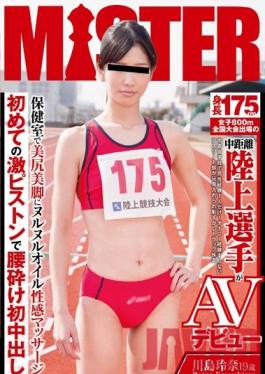 MISTER
身長175
女子800m
全国大会出場の
中距離
陸上選手が
AV
デビュー
川島玲奈19歳
175
陸上競技大会
保健室で美尻美脚にヌルヌルオイル性感マッサージ
初めての激ピストンで腰砕け初中出し